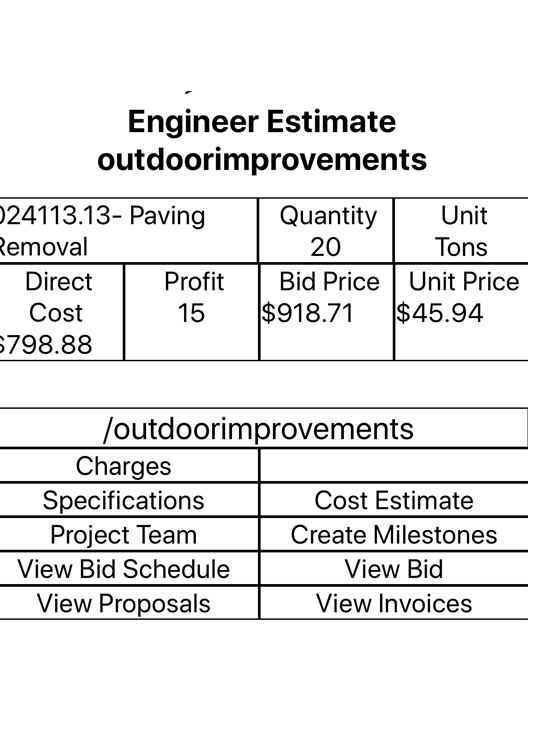 Engineer Estimate
outdoorimprovements
024113.13- Paving
Removal
Quantity
20
Unit
Tons
Direct
Cost
$798.88
Profit
15
Bid Price
$918.71
Unit Price
$45.94
/outdoorimprovements
Charges
Specifications
Cost Estimate
Project Team
Create Milestones
View Bid Schedule
View Bid
View Proposals
View Invoices